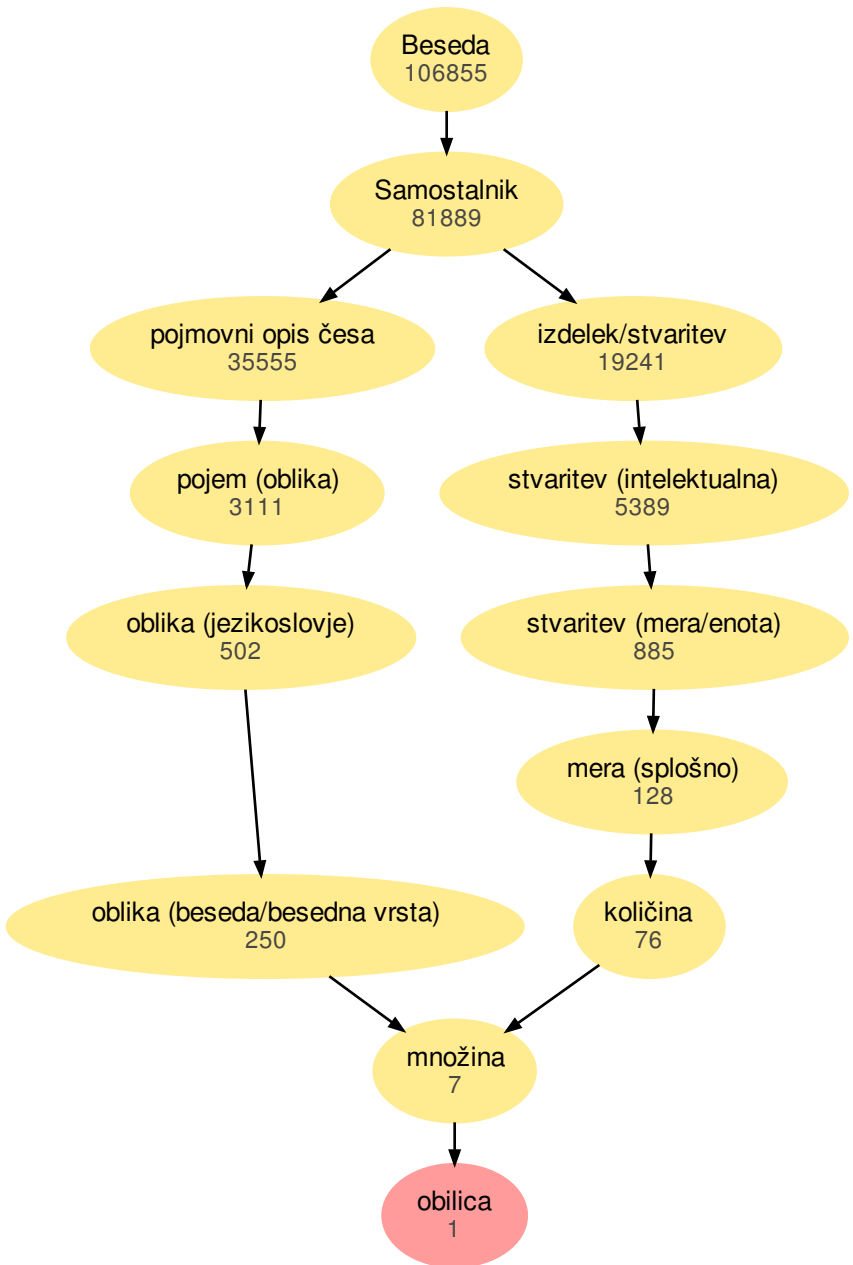 Beseda
106855
Samostalnik
81889
pojmovni opis česa
35555
izdelek/stvaritev
19241
pojem (oblika)
3111
stvaritev (intelektualna)
5389
oblika (jezikoslovje)
502
stvaritev (mera/enota)
885
mera (splošno)
128
oblika (beseda/besedna vrsta)
250
količina
76
množina
7
obilica
1